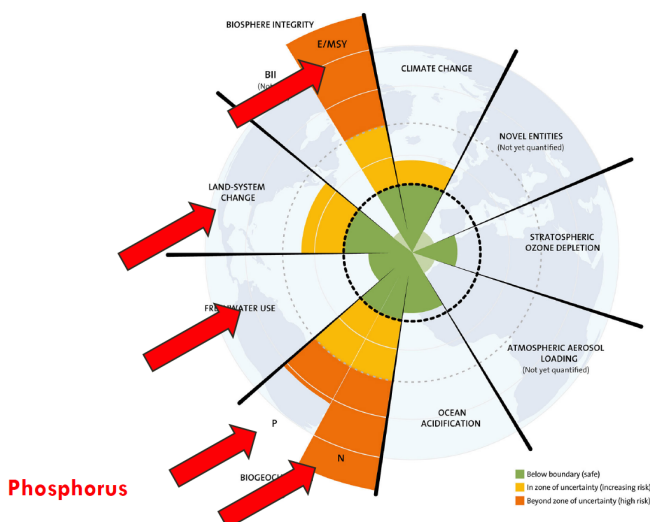 BIOSPHERE INTEGRITY
E/MSY
CLIMATE CHANGE
BII
(Not
NOVEL ENTITIES
(Not yet quantified)
LAND-SYSTEM
CHANGE
STRATOSPHERIC
OZONE DEPLETION
FRESHWATER USE
ATMOSPHERIC AEROSOL
LOADING
(Not yet quantified)
P
OCEAN
ACIDIFICATION
N
Phosphorus
Below boundary (safe)
In zone of uncertainty (increasing risk)
Beyond zone of uncertainty (high risk)